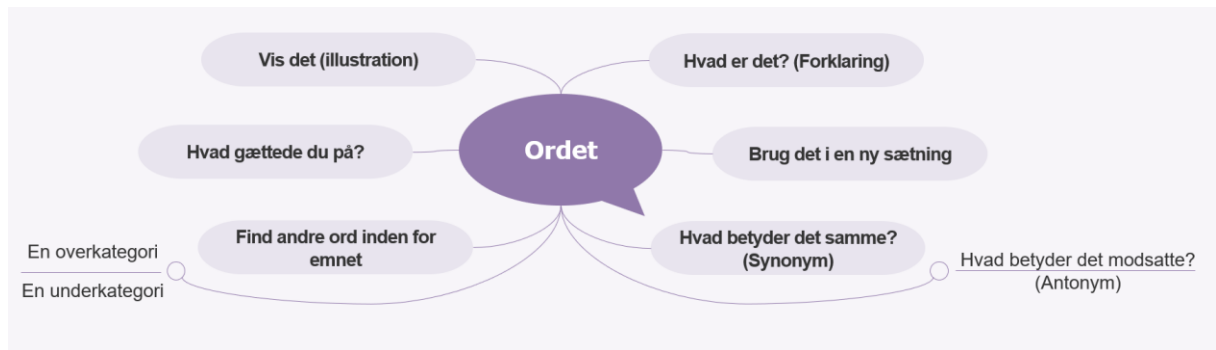 Vis det (illustration)
Hvad er det? (Forklaring)
Hvad gættede du på?
Ordet
Brug det i en ny sætning
Find andre ord inden for
emnet
Hvad betyder det samme?
(Synonym)
En overkategori
En underkategori
Hvad betyder det modsatte?
(Antonym)